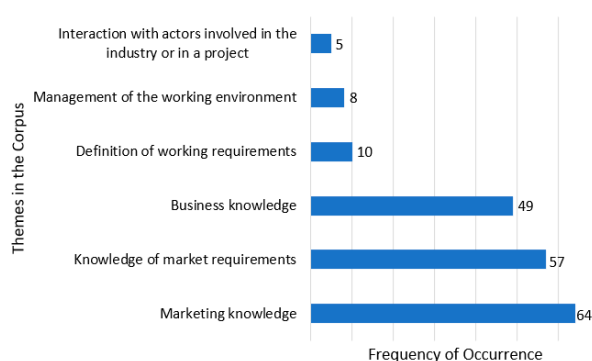 Interaction with actors involved in the
industry or in a project
5
Management of the working environment
8
Definition of working requirements
10
Business knowledge
49
Knowledge of market requirements
57
Marketing knowledge
64
Themes in the Corpus
Frequency of Occurrence